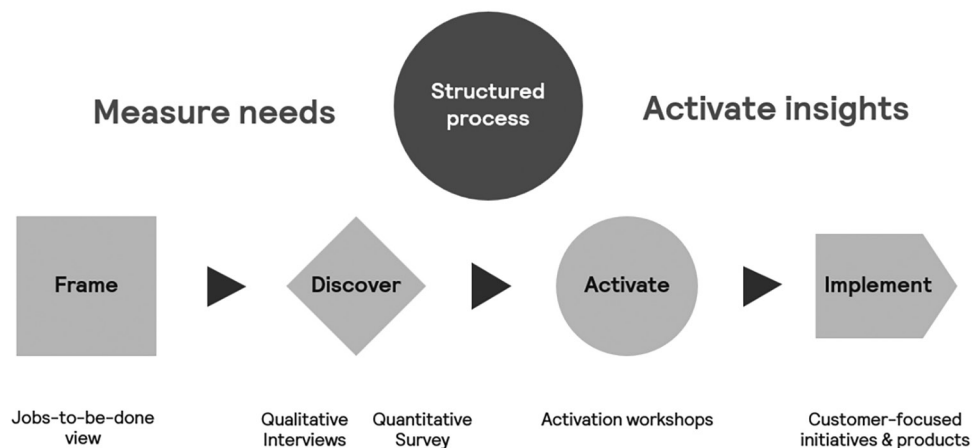 Structured
process
Measure needs
Activate insights
Frame
Discover
Activate
Implement
Jobs-to-be-done
view
Qualitative
Interviews
Quantitative
Survey
Activation workshops
Customer-focused
initiatives & products